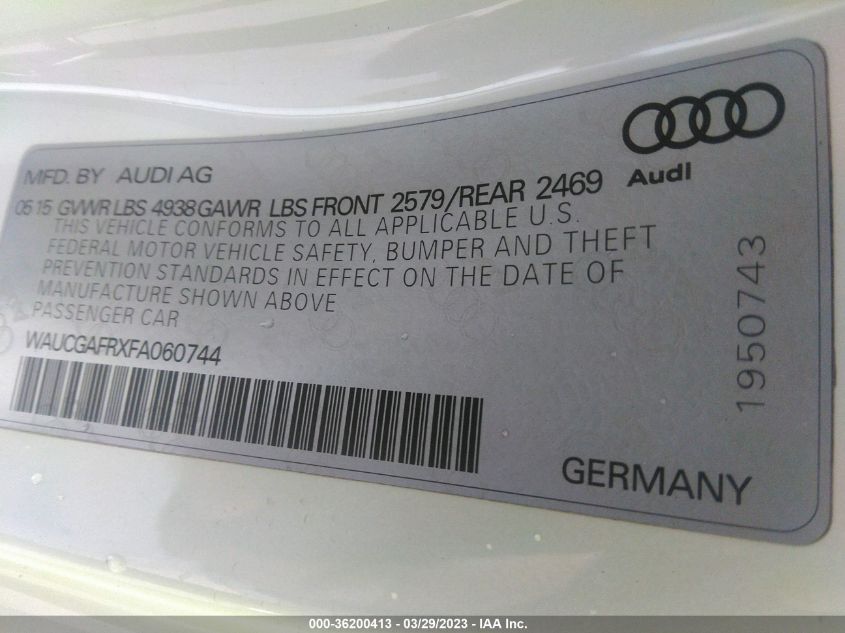 MFD. BY AUDI AG
Audi
05 15 GVWR LBS 4938 GAWR LBS FRONT 2579/REAR 2469
THIS VEHICLE CONFORMS TO ALL APPLICABLE U.S.
FEDERAL MOTOR VEHICLE SAFETY, BUMPER AND THEFT
PREVENTION STANDARDS IN EFFECT ON THE DATE OF
MANUFACTURE SHOWN ABOVE
PASSENGER CAR
WAUCGAFRXFA060744
1950743
GERMANY
000-36200413 - 03/29/2023 - IAA Inc.